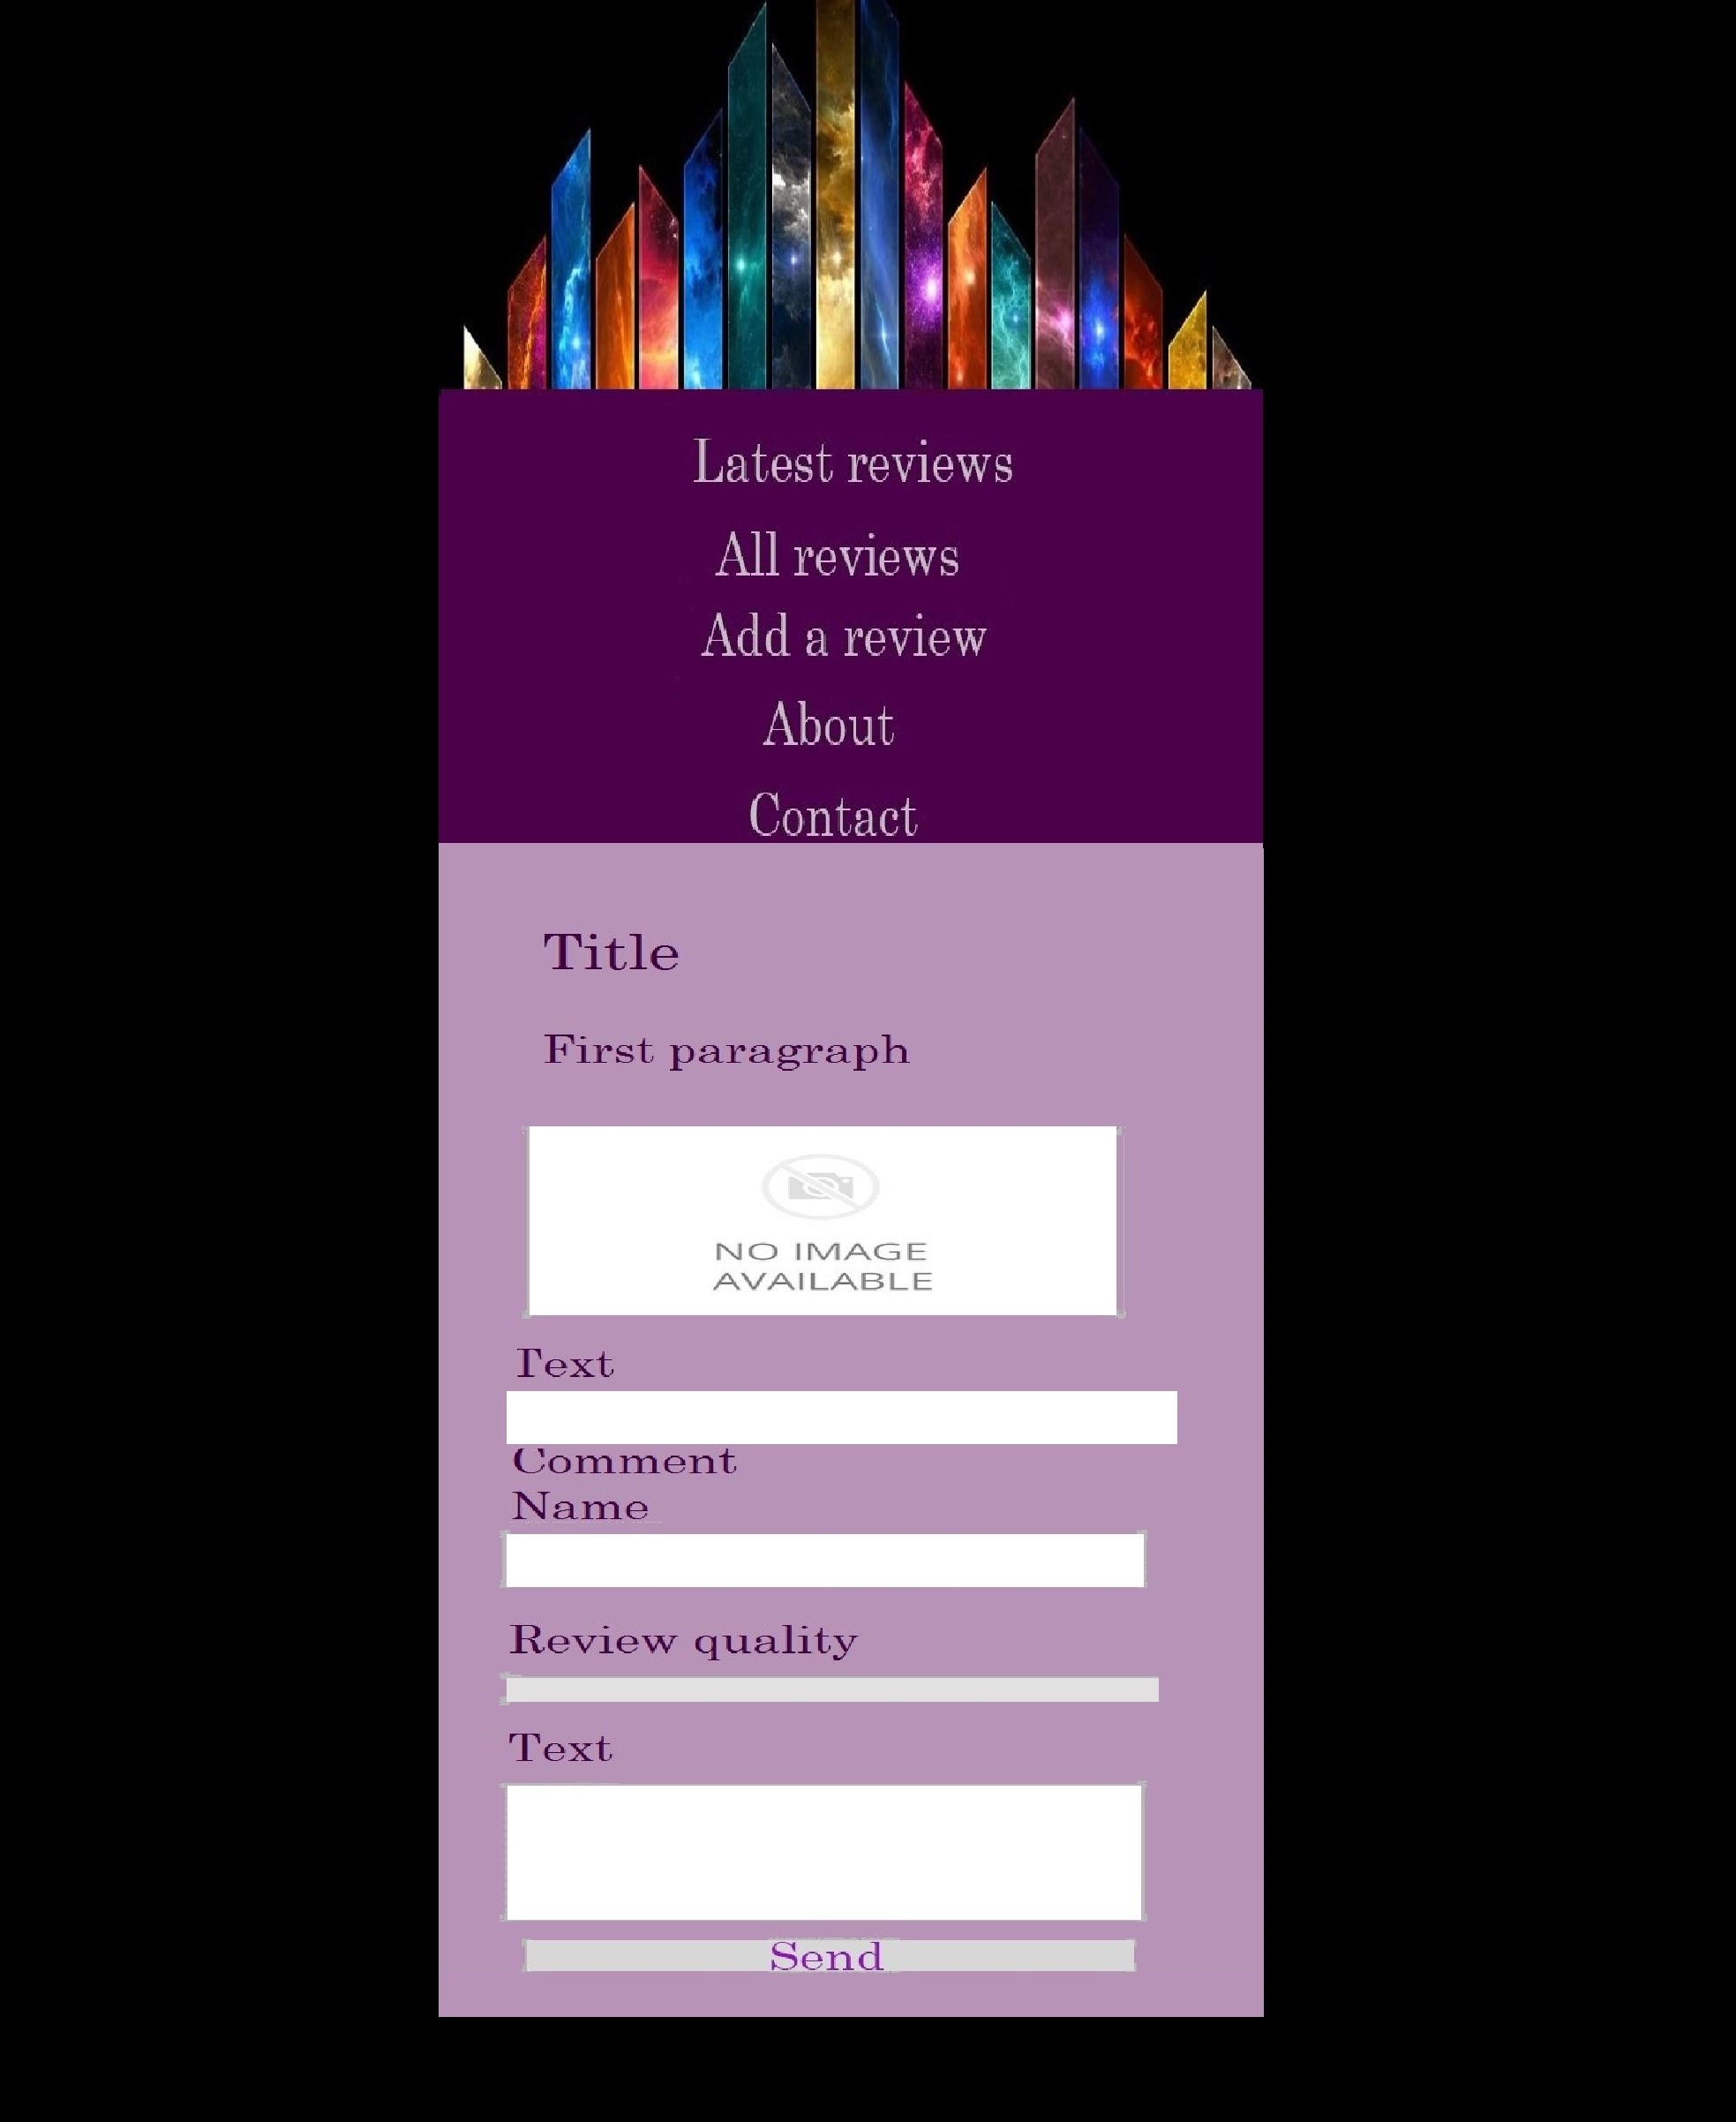 Latest reviews
All reviews
Add a review
About
Contact
Title
First paragraph
NO IMAGE
AVAILABLE
Text
Comment
Name
Review quality
Text
Send